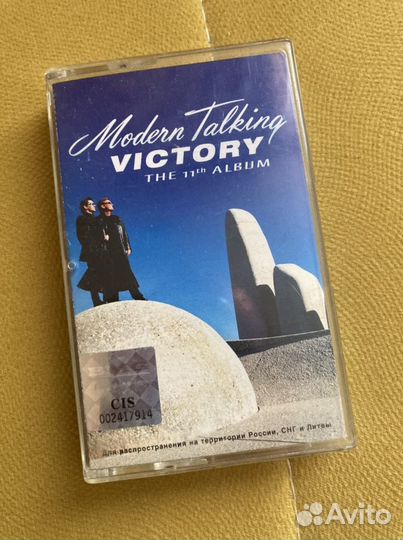 Modern Talking
VICTORY
THE 11th ALBUM
CIS
002417914
Для распространения на территории России, СНГ и Литвы
Avito